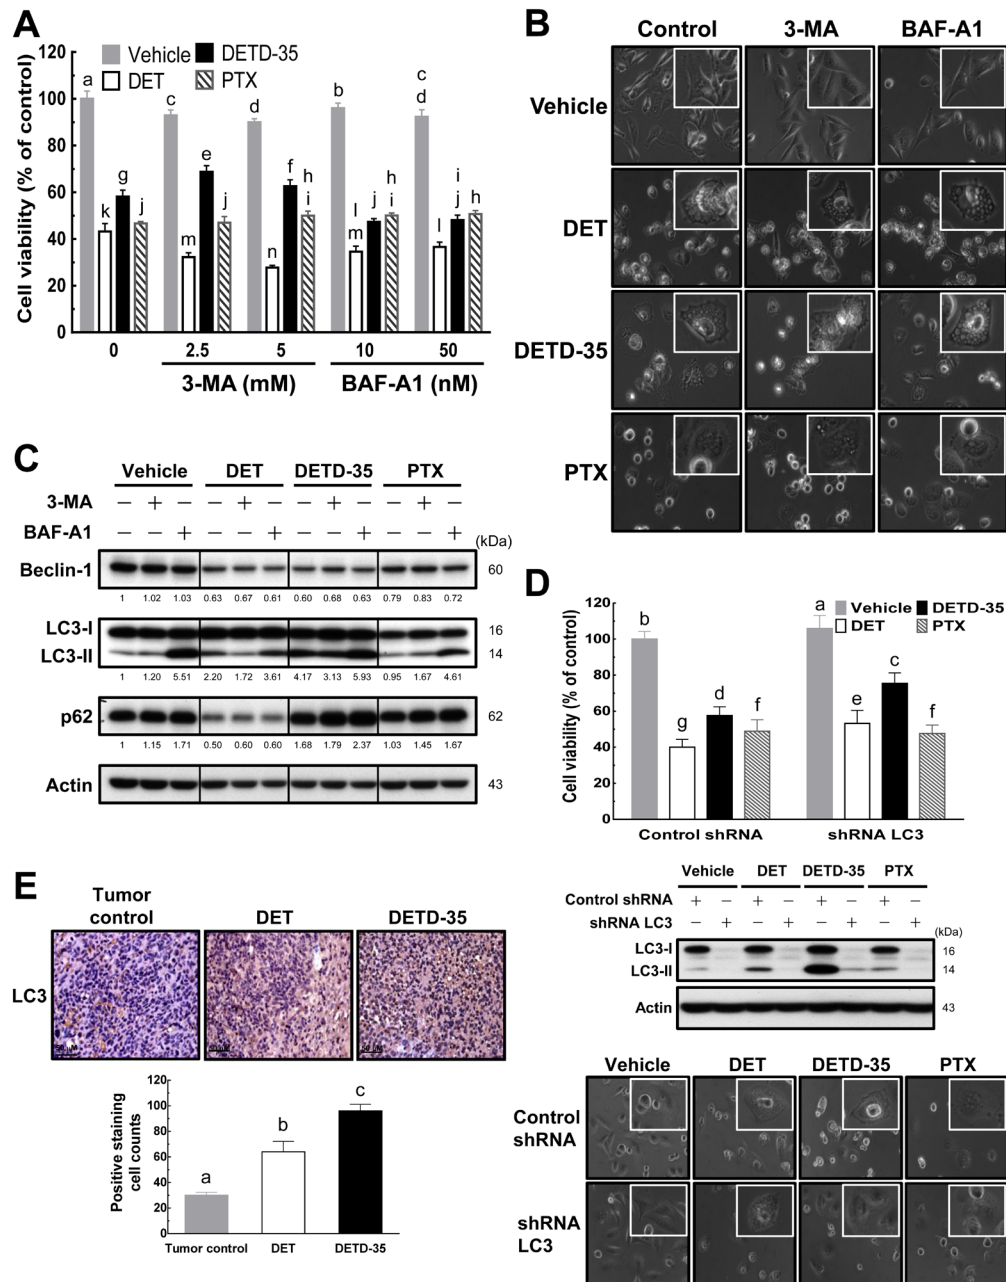 A
Vehicle DETD-35
DET PTX
Cell viability (% of control)
120
100
80
60
40
20
0
a
k
g
j
c
m
e
j
d
n
f
h
i
b
l
m
j
i
h
i
c
d
l
i
j
h
0 2.5 5 10 50
3-MA (mM) BAF-A1 (nM)
B
Control 3-MA BAF-A1
Vehicle
DET
DETD-35
PTX
C
Vehicle DET DETD-35 PTX
3-MA – + – – + – – + – – + –
BAF-A1 – – + – – + – – + – – +
(kDa)
Beclin-1 60
1 1.02 1.03 0.63 0.67 0.61 0.60 0.68 0.63 0.79 0.83 0.72
LC3-I 16
LC3-II 14
1 1.20 5.51 2.20 1.72 3.61 4.17 3.13 5.93 0.95 1.67 4.61
p62 62
1 1.15 1.71 0.50 0.60 0.60 1.68 1.79 2.37 1.03 1.45 1.67
Actin 43
D
Vehicle DETD-35
DET PTX
Cell viability (% of control)
120
100
80
60
40
20
0
b
g
d
f
a
e
c
f
Control shRNA shRNA LC3
Vehicle DET DETD-35 PTX
Control shRNA + – + – + – + –
shRNA LC3 – + – + – + – +
(kDa)
LC3-I 16
LC3-II 14
Actin 43
Vehicle DET DETD-35 PTX
Control
shRNA
shRNA
LC3
E
Tumor
control
DET DETD-35
LC3
Positive staining
cell counts
120
100
80
60
40
20
0
a
b
c
Tumor control DET DETD-35